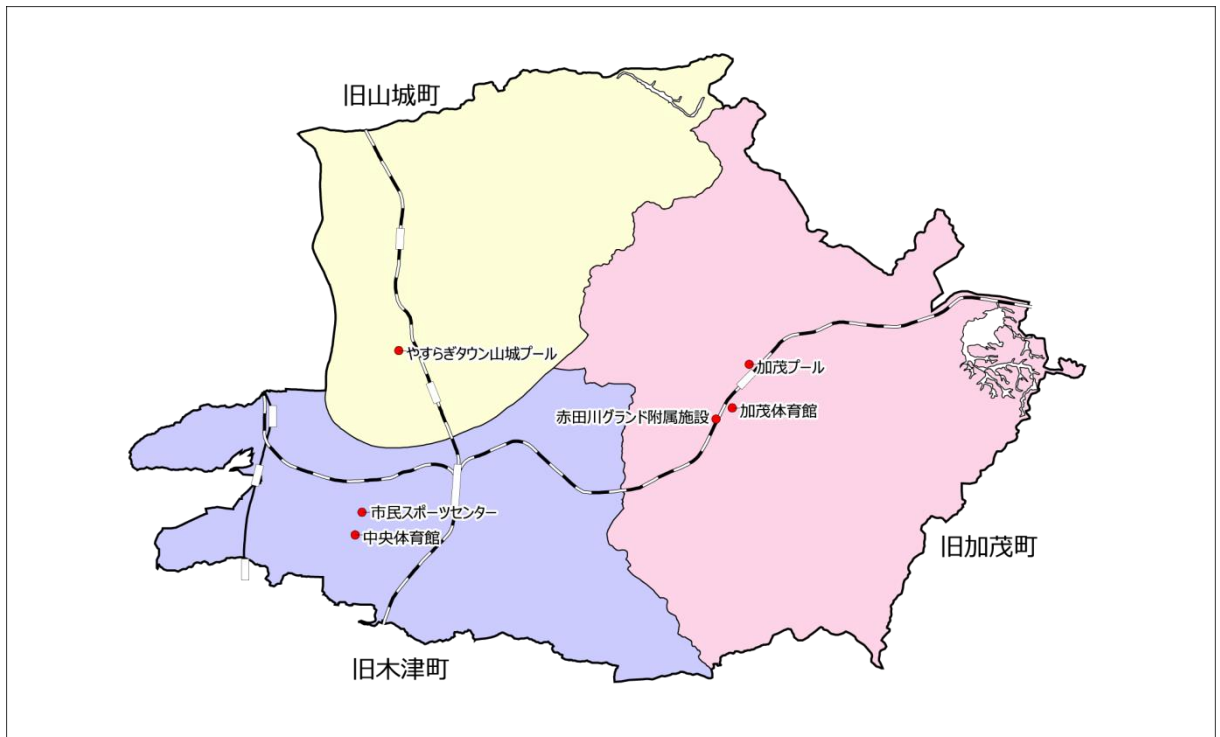 旧山城町
やすらぎタウン山城プール
加茂プール
加茂体育館
赤田川グランド附属施設
市民スポーツセンター
中央体育館
旧加茂町
旧木津町